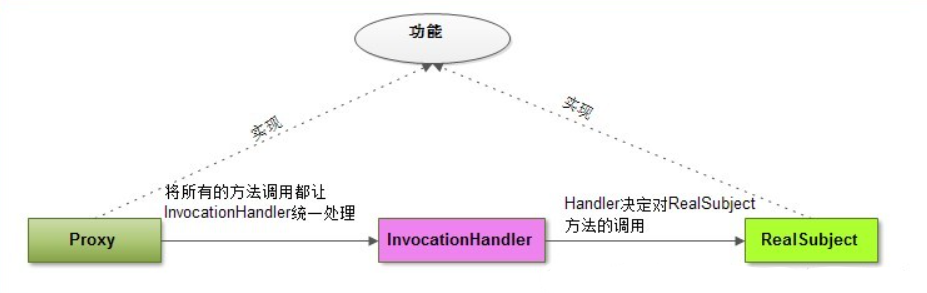 功能
实现
实现
将所有的方法调用都让
InvocationHandler统一处理
Handler决定对RealSubject
方法的调用
Proxy
InvocationHandler
RealSubject